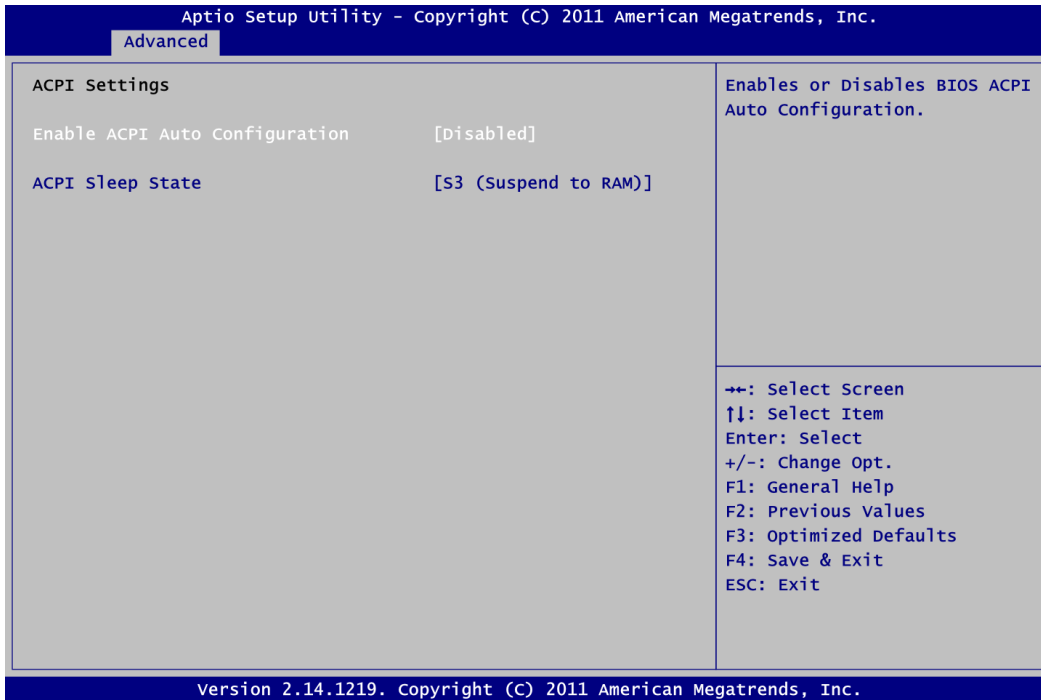 Aptio Setup Utility - Copyright (C) 2011 American Megatrends, Inc.
Advanced
ACPI Settings
Enable ACPI Auto Configuration [Disabled]
ACPI Sleep State [S3 (Suspend to RAM)]
Enables or Disables BIOS ACPI
Auto Configuration.
→←: Select Screen
↑↓: Select Item
Enter: Select
+/-: Change Opt.
F1: General Help
F2: Previous Values
F3: Optimized Defaults
F4: Save & Exit
ESC: Exit
Version 2.14.1219. Copyright (C) 2011 American Megatrends, Inc.